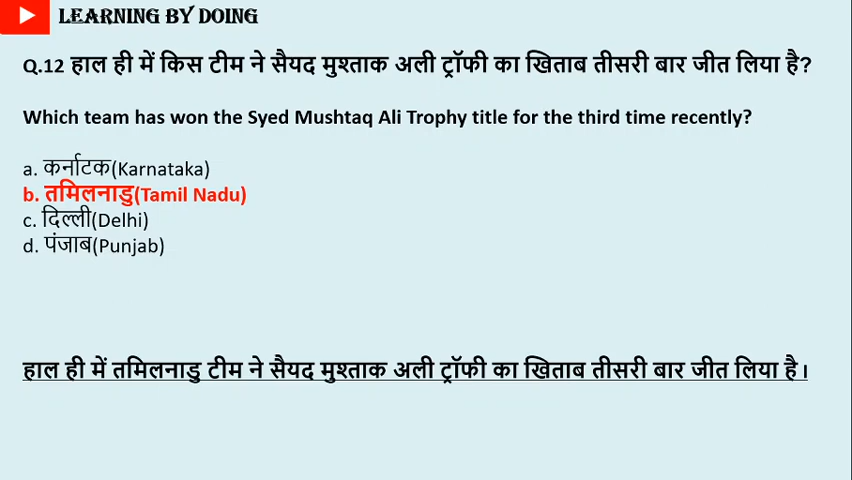 LEARNING BY DOING
Q.12 हाल ही में किस टीम ने सैयद मुश्ताक अली ट्रॉफी का खिताब तीसरी बार जीत लिया है?
Which team has won the Syed Mushtaq Ali Trophy title for the third time recently?
a. कर्नाटक(Karnataka)
b. तमिलनाडु(Tamil Nadu)
c. दिल्ली(Delhi)
d. पंजाब(Punjab)
हाल ही में तमिलनाडु टीम ने सैयद मुश्ताक अली ट्रॉफी का खिताब तीसरी बार जीत लिया है।